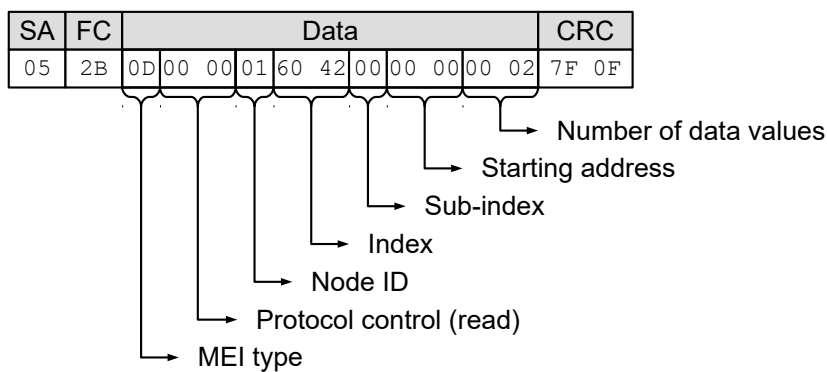 SA FC Data CRC
05 2B 0D 00 00 01 60 42 00 00 00 00 02 7F 0F
Number of data values
Starting address
Sub-index
Index
Node ID
Protocol control (read)
MEI type